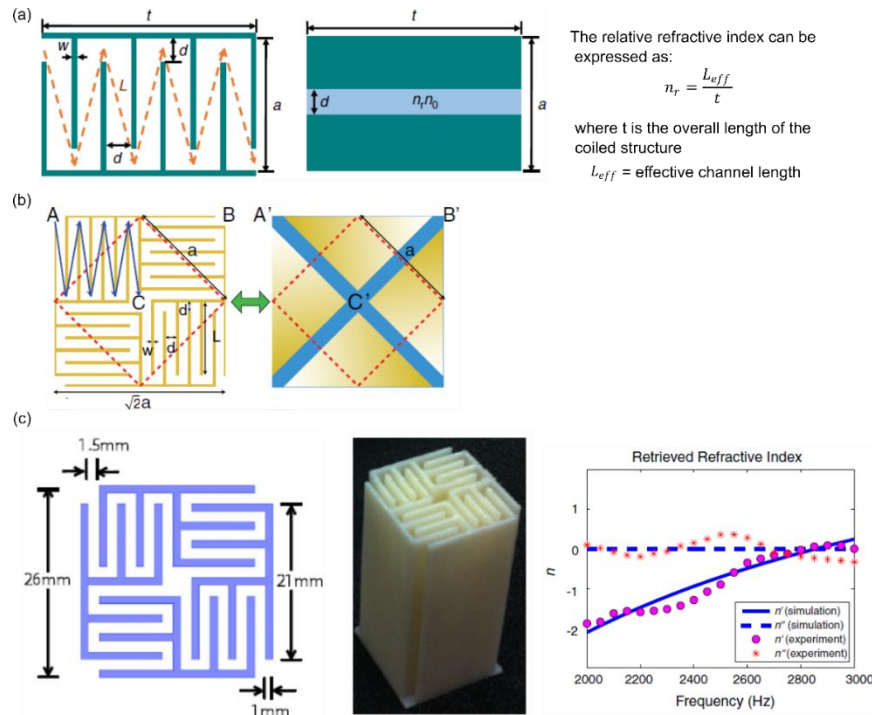 (a)
t
t
w
d
L
a
d
d
n_r n_0
a
The relative refractive index can be
expressed as:
n_r = L_eff / t
where t is the overall length of the
coiled structure
L_eff = effective channel length
(b)
A
B
A'
B'
a
a
C
C'
d
L
w
d
√2a
(c)
1.5mm
26mm
21mm
1mm
Retrieved Refractive Index
n
1
0
-1
-2
n' (simulation)
n'' (simulation)
n' (experiment)
n'' (experiment)
2000
2200
2400
2600
2800
3000
Frequency (Hz)